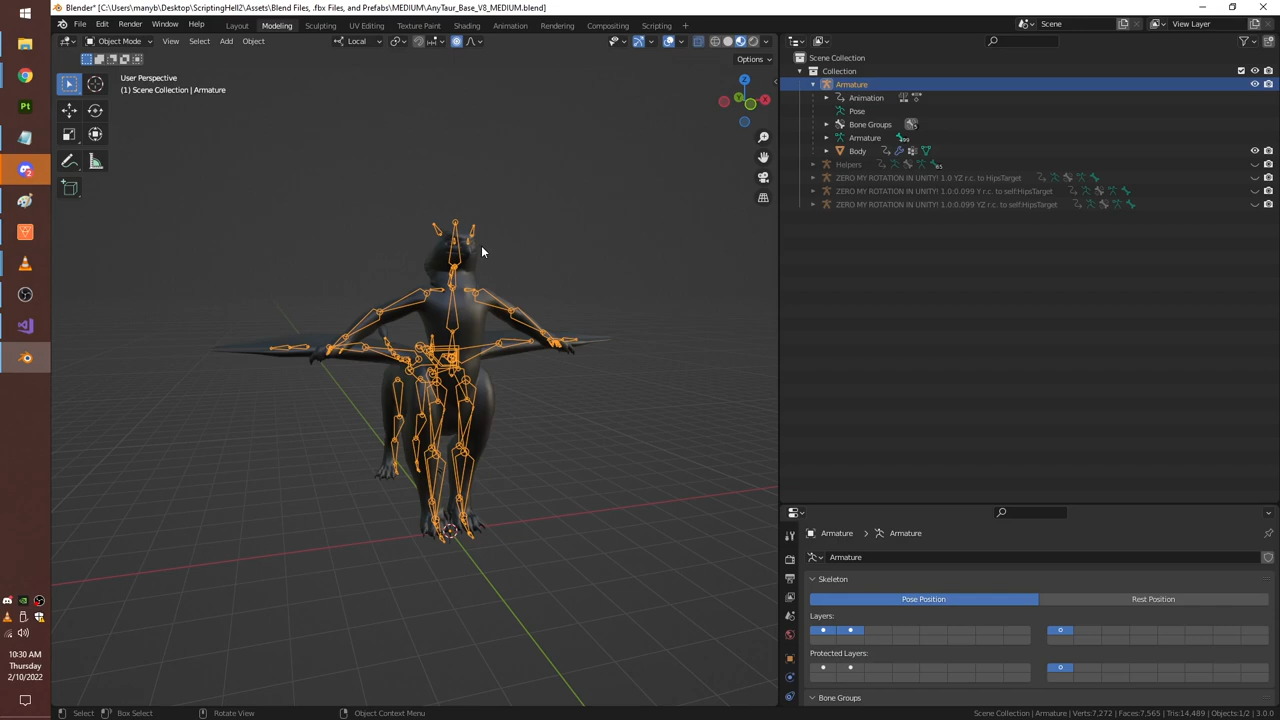 Blender* [C:\Users\manyb\Desktop\ScriptingHell2\Assets\Blend Files, .fbx Files, and Prefabs\MEDIUM\AnyTaur_Base_V8_MEDIUM.blend]
File Edit Render Window Help Layout Modeling Sculpting UV Editing Texture Paint Shading Animation Rendering Compositing Scripting + Scene View Layer
Object Mode View Select Add Object Local
Options
User Perspective
(1) Scene Collection | Armature
Scene Collection
Collection
Armature
Animation
Pose
Bone Groups 5
Armature 499
Body
Helpers 65
ZERO MY ROTATION IN UNITY! 1.0 YZ r.c. to HipsTarget
ZERO MY ROTATION IN UNITY! 1.0:0.099 Y r.c. to self:HipsTarget
ZERO MY ROTATION IN UNITY! 1.0:0.099 YZ r.c. to self:HipsTarget
X
Y
Z
Pt
Armature > Armature
Armature
Skeleton
Pose Position Rest Position
Layers:
Protected Layers:
Bone Groups
10:30 AM
Thursday
2/10/2022
Select Box Select Rotate View Object Context Menu Scene Collection | Armature | Verts:7,272 | Faces:7,565 | Tris:14,489 | Objects:1/2 | 3.0.0